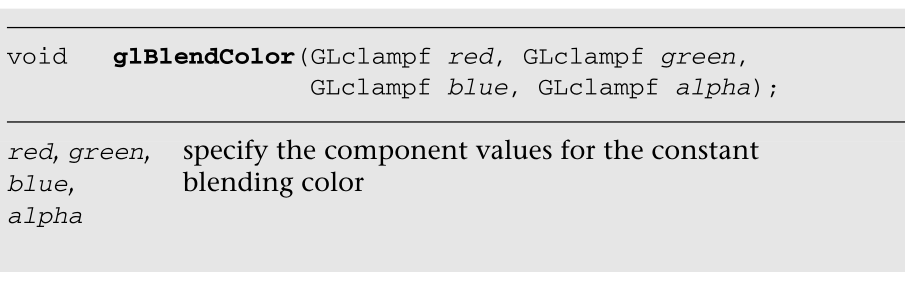 void glBlendColor(GLclampf red, GLclampf green,
GLclampf blue, GLclampf alpha);
red, green, specify the component values for the constant
blue, blending color
alpha